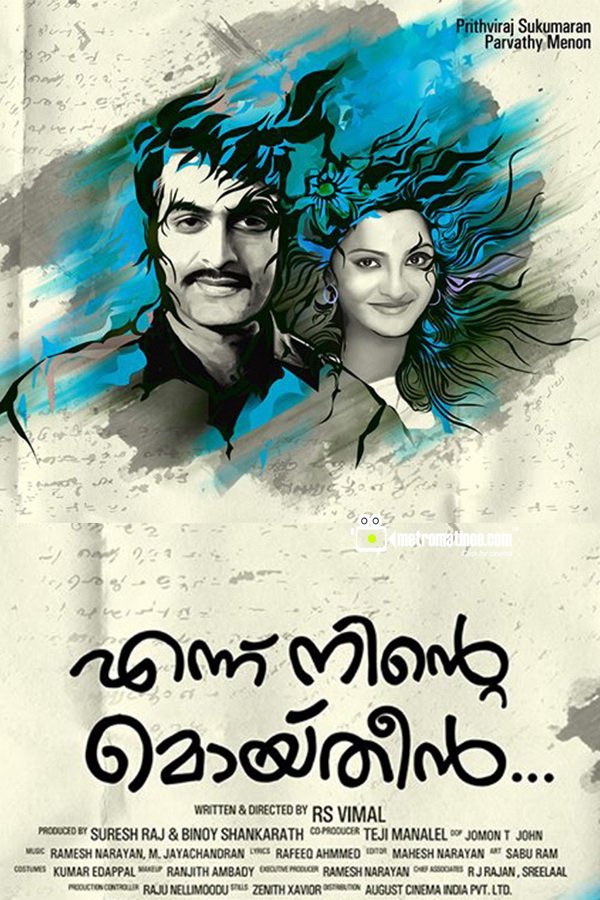 Prithviraj Sukumaran
Parvathy Menon
metromatinee.com
എന്ന് നിന്റെ
മൊയ്തീൻ...
WRITTEN & DIRECTED BY RS VIMAL
PRODUCED BY SURESH RAJ & BINOY SHANKARATH CO-PRODUCER TEJI MANALEL DOP JOMON T JOHN
MUSIC RAMESH NARAYAN, M. JAYACHANDRAN LYRICS RAFEEQ AHMMED EDITOR MAHESH NARAYAN ART SABU RAM
COSTUMES KUMAR EDAPPAL MAKEUP RANJITH AMBADY EXECUTIVE PRODUCER RAMESH NARAYAN CHIEF ASSOCIATES R J RAJAN, SREELAAL
PRODUCTION CONTROLLER RAJU NELLIMOODU STILLS ZENITH XAVIOR DISTRIBUTION AUGUST CINEMA INDIA PVT. LTD.